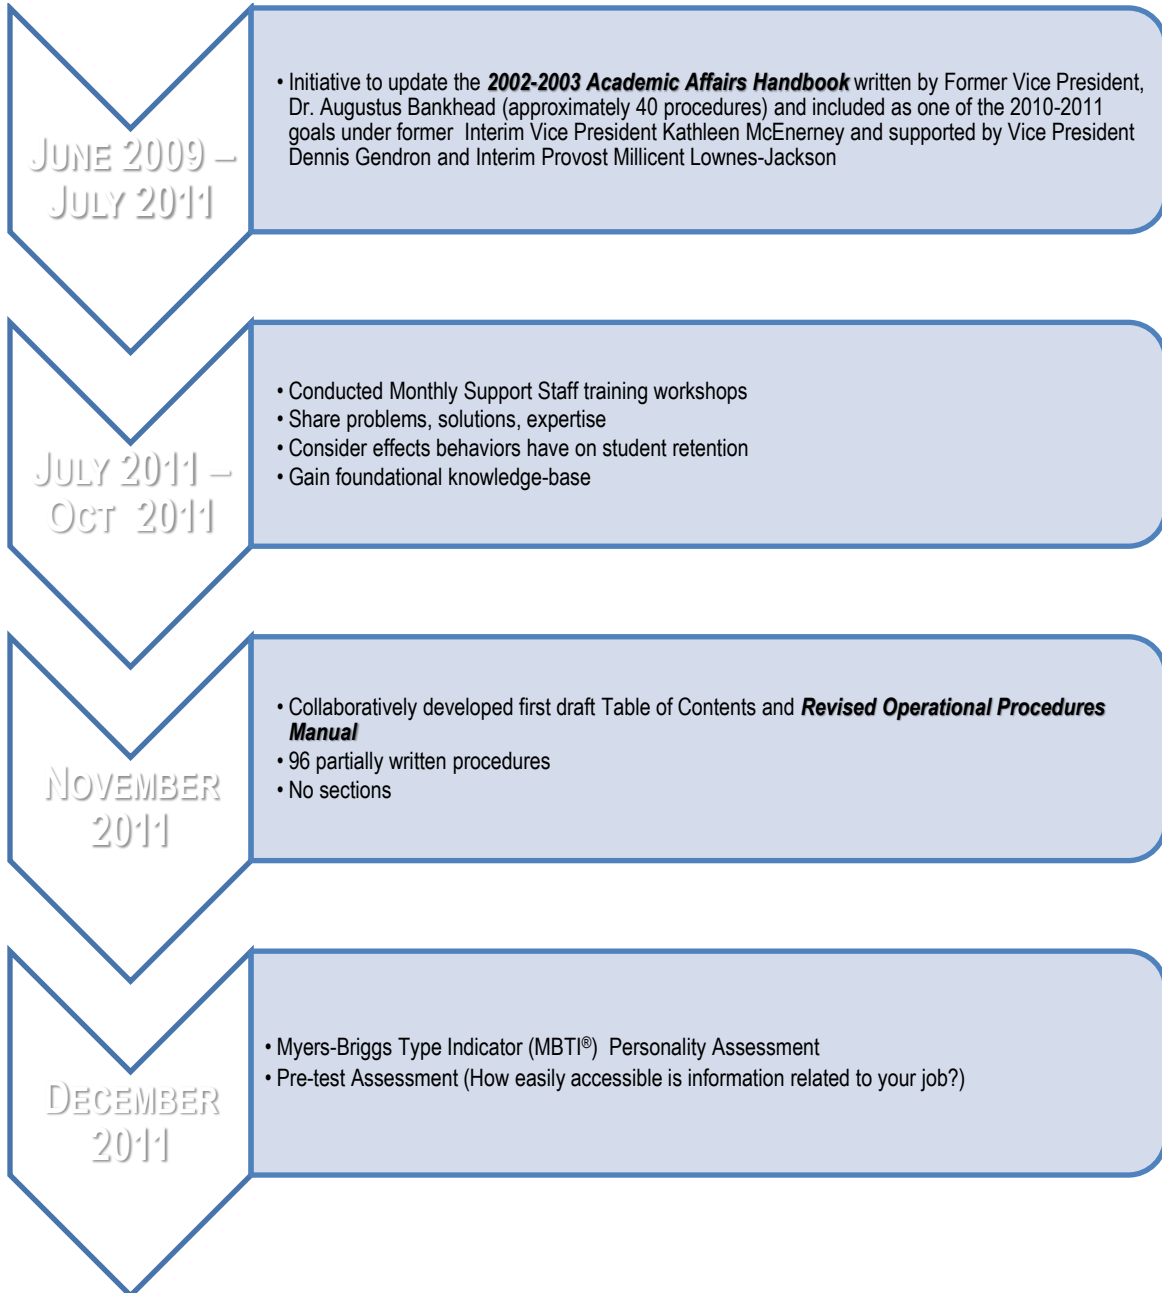 JUNE 2009 –
JULY 2011
• Initiative to update the 2002-2003 Academic Affairs Handbook written by Former Vice President,
Dr. Augustus Bankhead (approximately 40 procedures) and included as one of the 2010-2011
goals under former  Interim Vice President Kathleen McEnerney and supported by Vice President
Dennis Gendron and Interim Provost Millicent Lownes-Jackson
JULY 2011 –
OCT  2011
• Conducted Monthly Support Staff training workshops
• Share problems, solutions, expertise
• Consider effects behaviors have on student retention
• Gain foundational knowledge-base
NOVEMBER
2011
• Collaboratively developed first draft Table of Contents and Revised Operational Procedures
Manual
• 96 partially written procedures
• No sections
DECEMBER
2011
• Myers-Briggs Type Indicator (MBTI®)  Personality Assessment
• Pre-test Assessment (How easily accessible is information related to your job?)